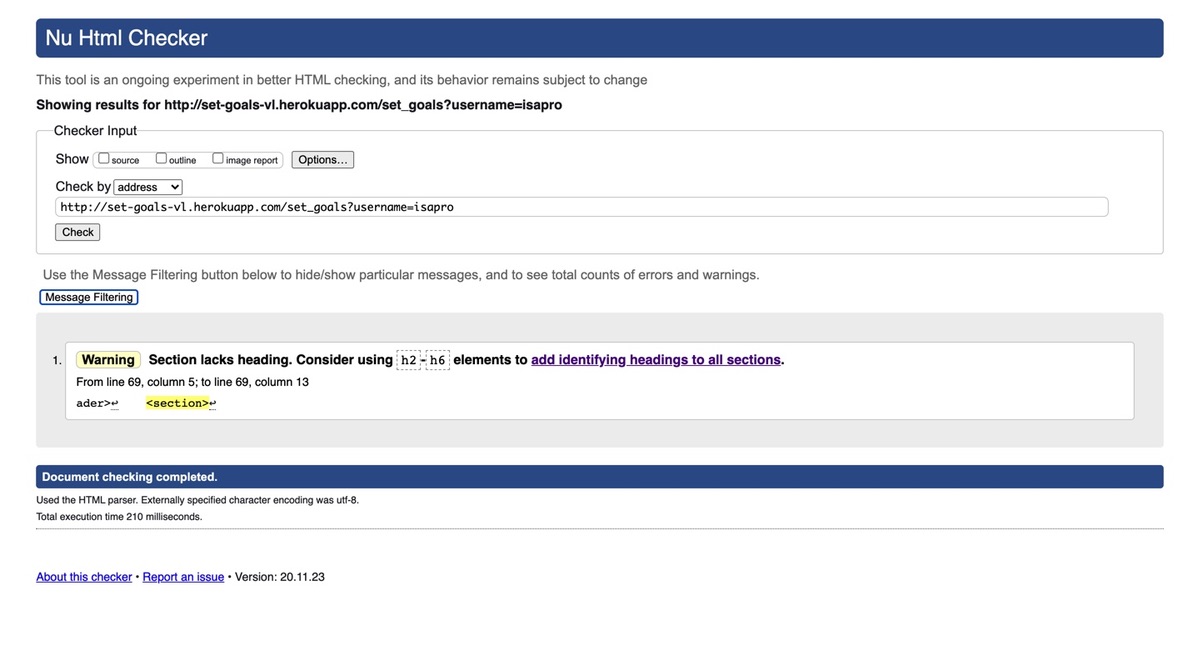 Nu Html Checker
This tool is an ongoing experiment in better HTML checking, and its behavior remains subject to change
Showing results for http://set-goals-vl.herokuapp.com/set_goals?username=isapro
Checker Input
Show source outline image report Options...
Check by address
http://set-goals-vl.herokuapp.com/set_goals?username=isapro
Check
Use the Message Filtering button below to hide/show particular messages, and to see total counts of errors and warnings.
Message Filtering
1. Warning Section lacks heading. Consider using h2-h6 elements to add identifying headings to all sections.
From line 69, column 5; to line 69, column 13
ader>↩ <section>↩
Document checking completed.
Used the HTML parser. Externally specified character encoding was utf-8.
Total execution time 210 milliseconds.
About this checker • Report an issue • Version: 20.11.23